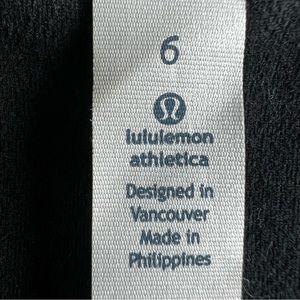 6
lululemon
athletica
Designed in
Vancouver
Made in
Philippines